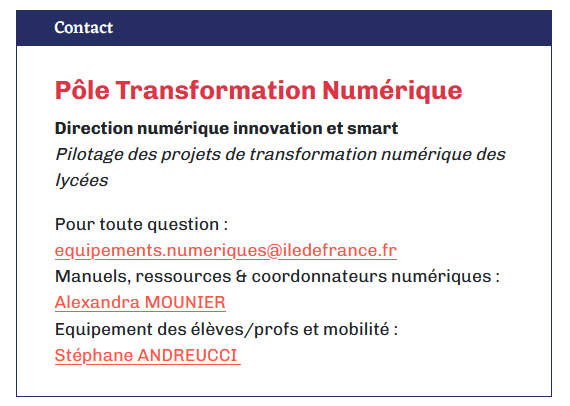 Contact
Pôle Transformation Numérique
Direction numérique innovation et smart
Pilotage des projets de transformation numérique des
lycées
Pour toute question :
equipements.numeriques@iledefrance.fr
Manuels, ressources & coordonnateurs numériques :
Alexandra MOUNIER
Equipement des élèves/profs et mobilité :
Stéphane ANDREUCCI